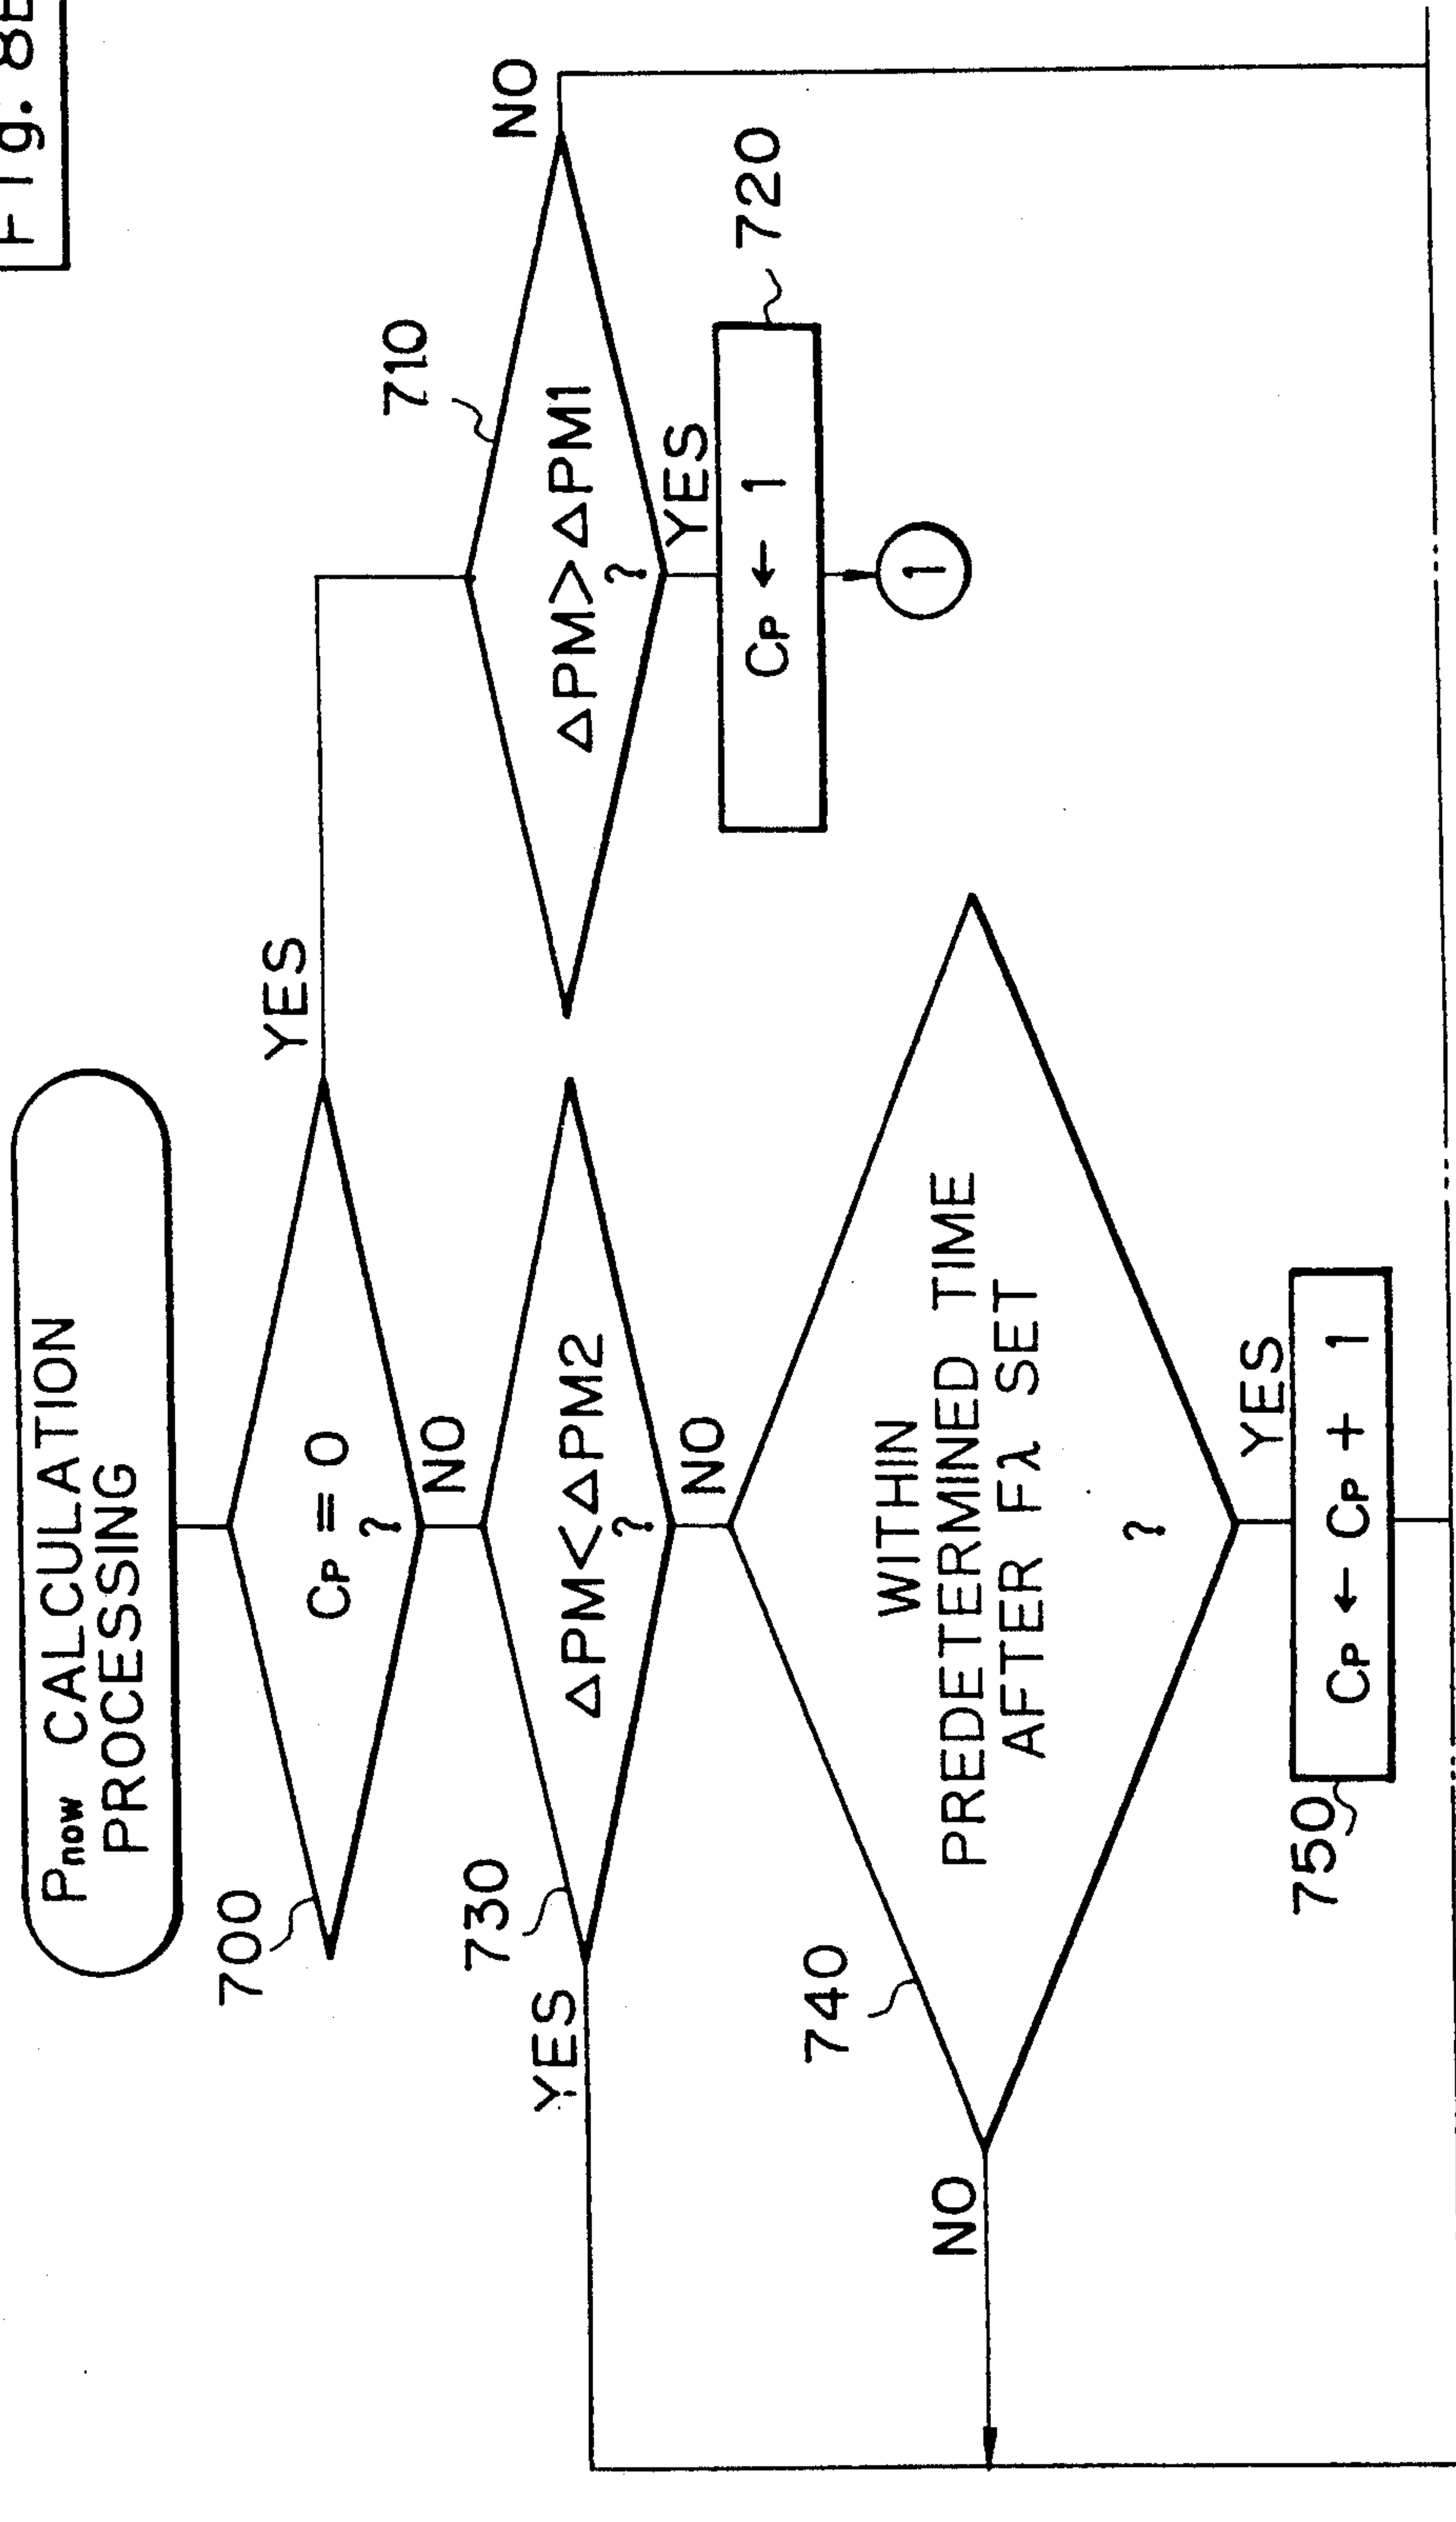 Fig. 8
Pnow CALCULATION
PROCESSING
700
CP = 0
?
YES
NO
710
ΔPM>ΔPM1
?
NO
YES
720
CP ← 1
1
730
ΔPM<ΔPM2
?
YES
NO
740
WITHIN
PREDETERMINED TIME
AFTER Fλ SET
?
NO
YES
750
CP ← CP + 1